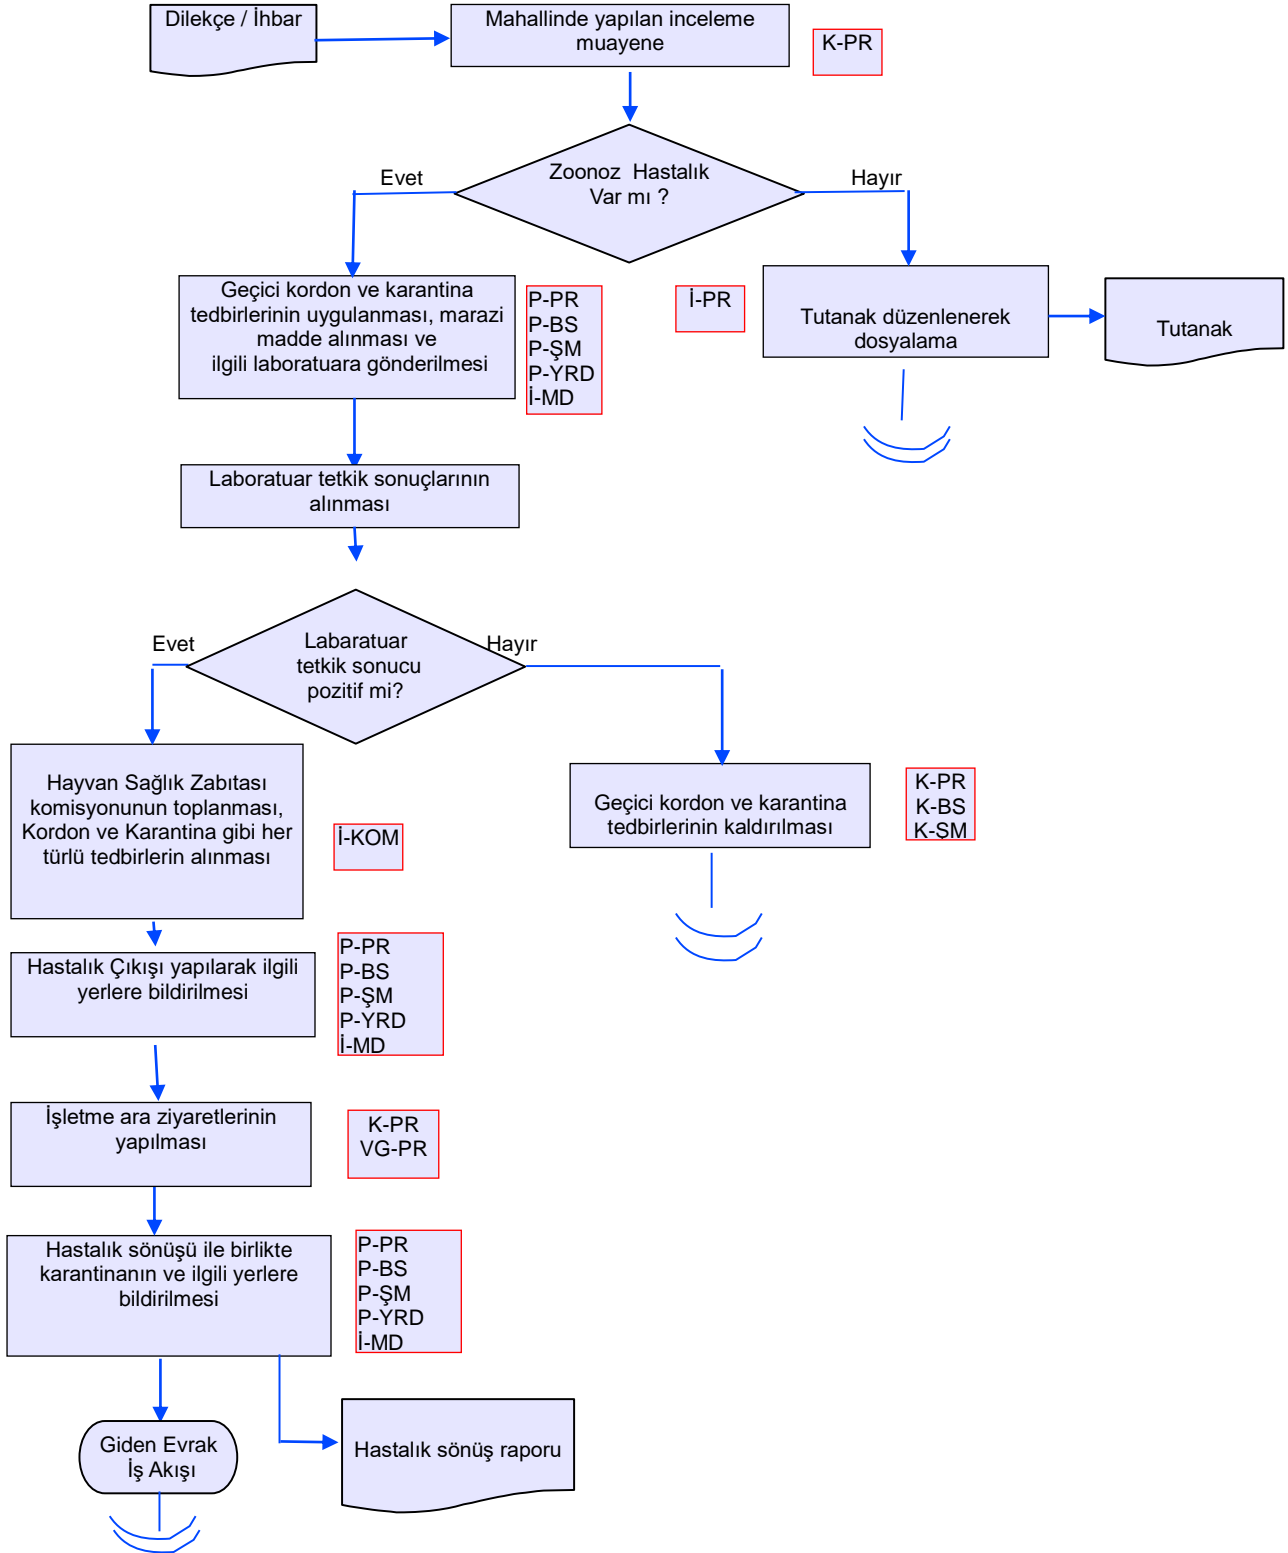 Dilekçe / İhbar
Mahallinde yapılan inceleme
muayene
K-PR
Zoonoz Hastalık
Var mı ?
Evet
Hayır
Geçici kordon ve karantina
tedbirlerinin uygulanması, marazi
madde alınması ve
ilgili laboratuara gönderilmesi
P-PR
P-BS
P-ŞM
P-YRD
İ-MD
İ-PR
Tutanak düzenlenerek
dosyalama
Tutanak
Laboratuar tetkik sonuçlarının
alınması
Evet
Labaratuar
tetkik sonucu
pozitif mi?
Hayır
Hayvan Sağlık Zabıtası
komisyonunun toplanması,
Kordon ve Karantina gibi her
türlü tedbirlerin alınması
İ-KOM
Geçici kordon ve karantina
tedbirlerinin kaldırılması
K-PR
K-BS
K-ŞM
Hastalık Çıkışı yapılarak ilgili
yerlere bildirilmesi
P-PR
P-BS
P-ŞM
P-YRD
İ-MD
İşletme ara ziyaretlerinin
yapılması
K-PR
VG-PR
Hastalık sönüşü ile birlikte
karantinanın ve ilgili yerlere
bildirilmesi
P-PR
P-BS
P-ŞM
P-YRD
İ-MD
Giden Evrak
İş Akışı
Hastalık sönüş raporu